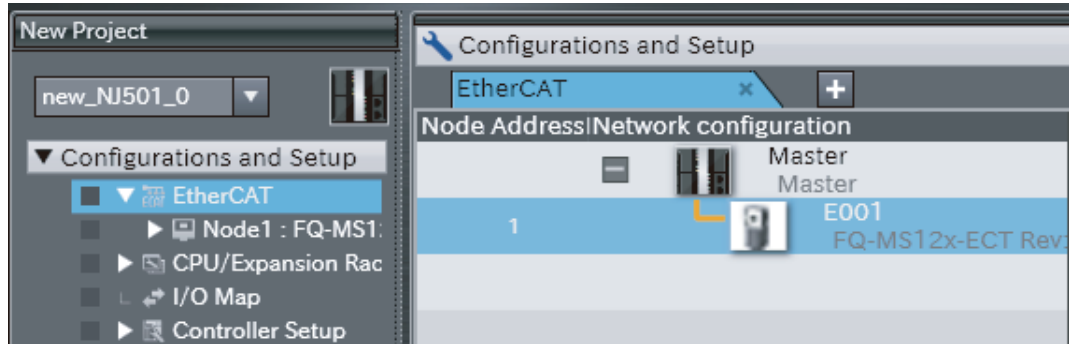 New Project
new_NJ501_0
Configurations and Setup
EtherCAT
Node1 : FQ-MS1
CPU/Expansion Rac
I/O Map
Controller Setup
Configurations and Setup
EtherCAT
Node Address|Network configuration
Master
Master
1
E001
FQ-MS12x-ECT Rev: